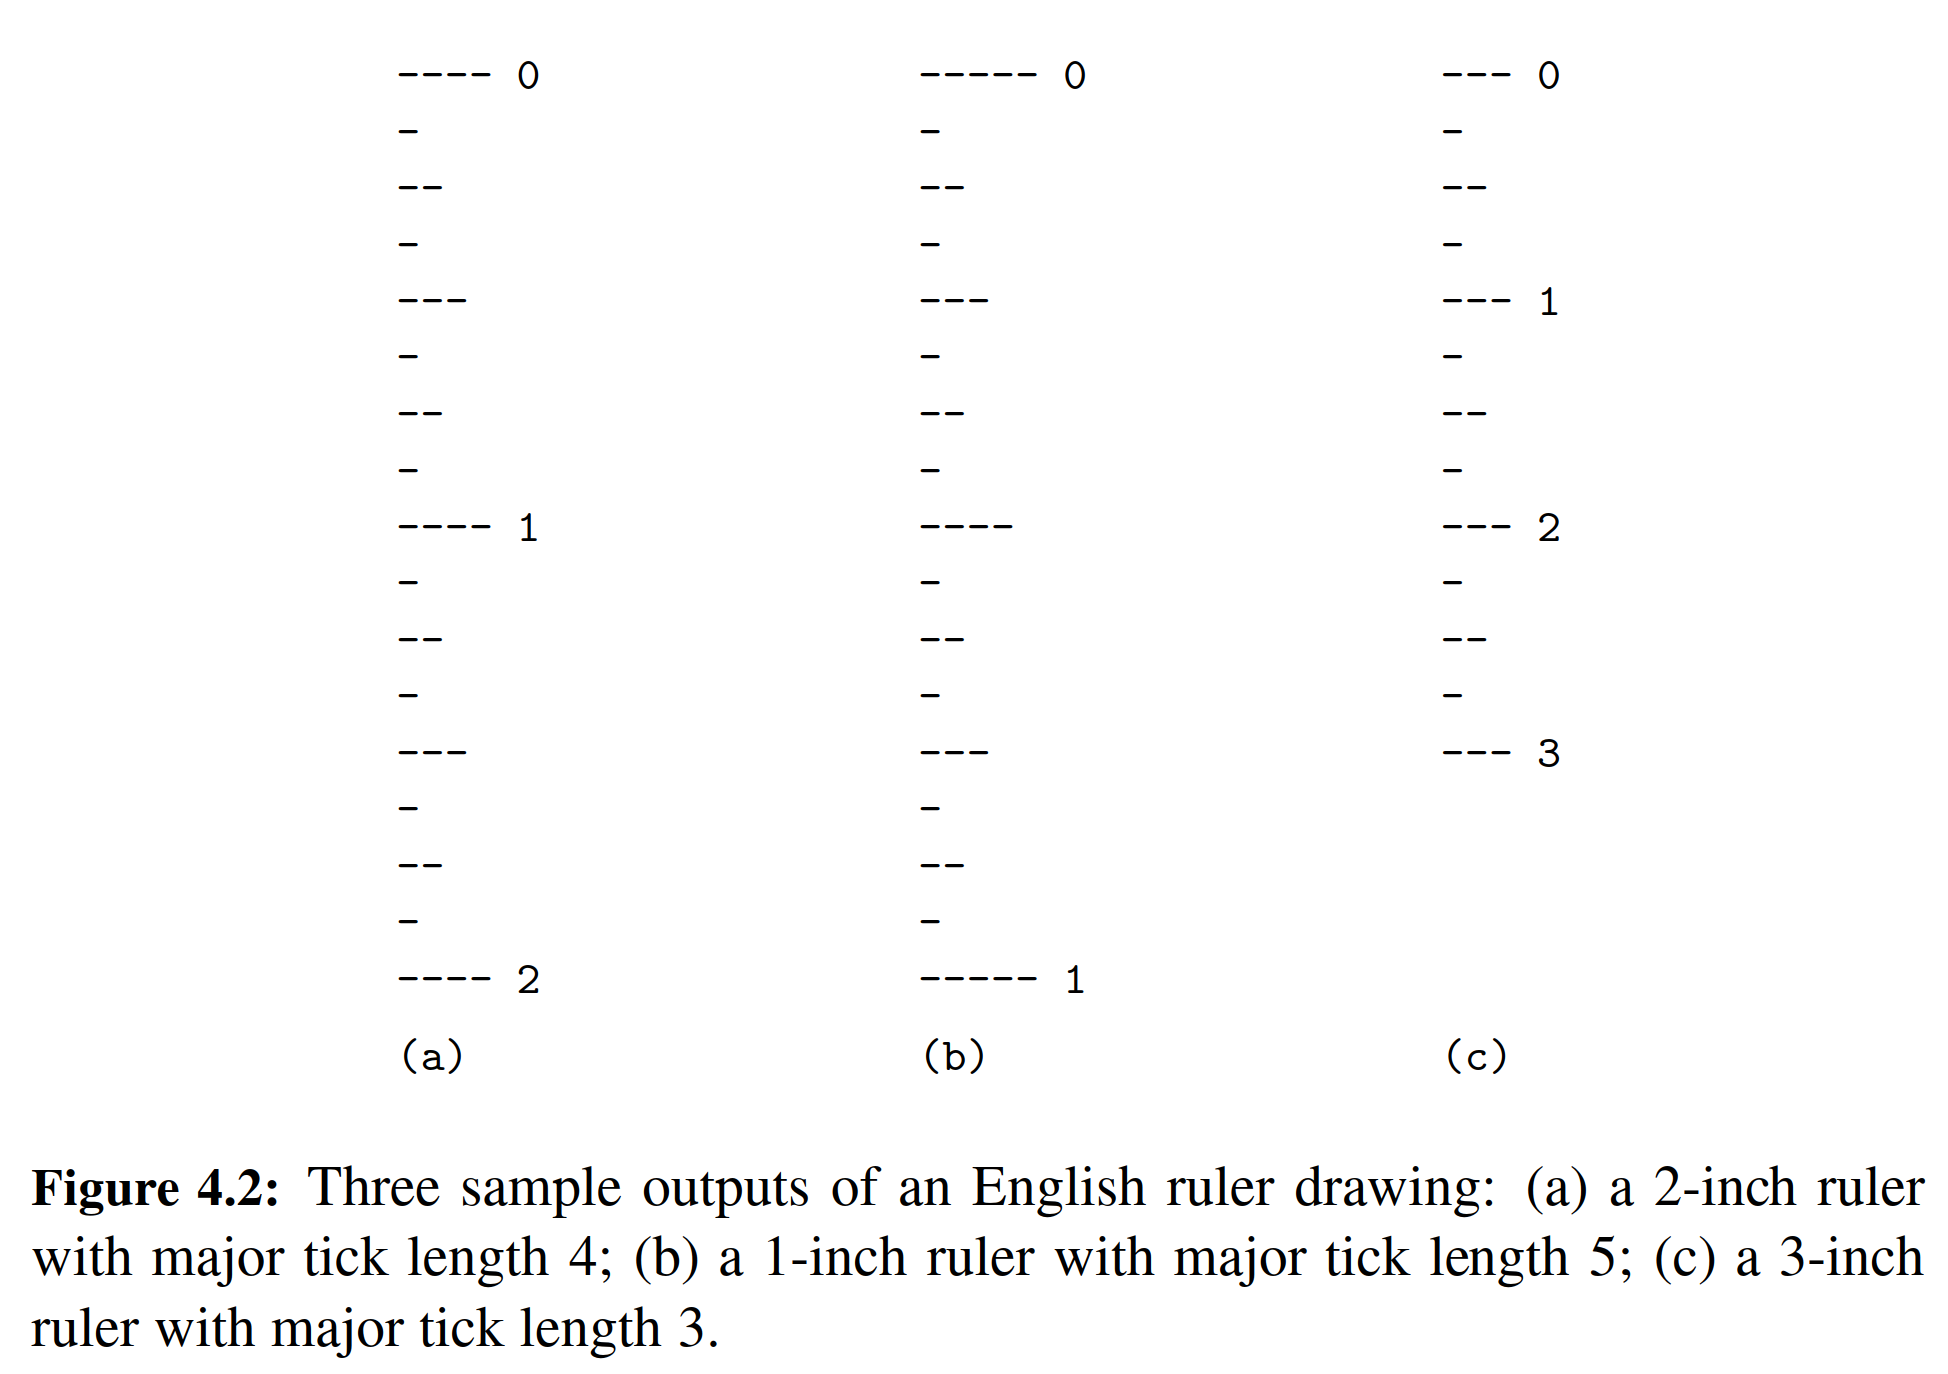 ---- 0 ----- 0 --- 0
- - -
-- -- --
- - -
--- --- --- 1
- - -
-- -- --
- - -
---- 1 ---- --- 2
- - -
-- -- --
- - -
--- --- --- 3
- -
-- --
- -
---- 2 ----- 1
(a) (b) (c)
Figure 4.2: Three sample outputs of an English ruler drawing: (a) a 2-inch ruler
with major tick length 4; (b) a 1-inch ruler with major tick length 5; (c) a 3-inch
ruler with major tick length 3.